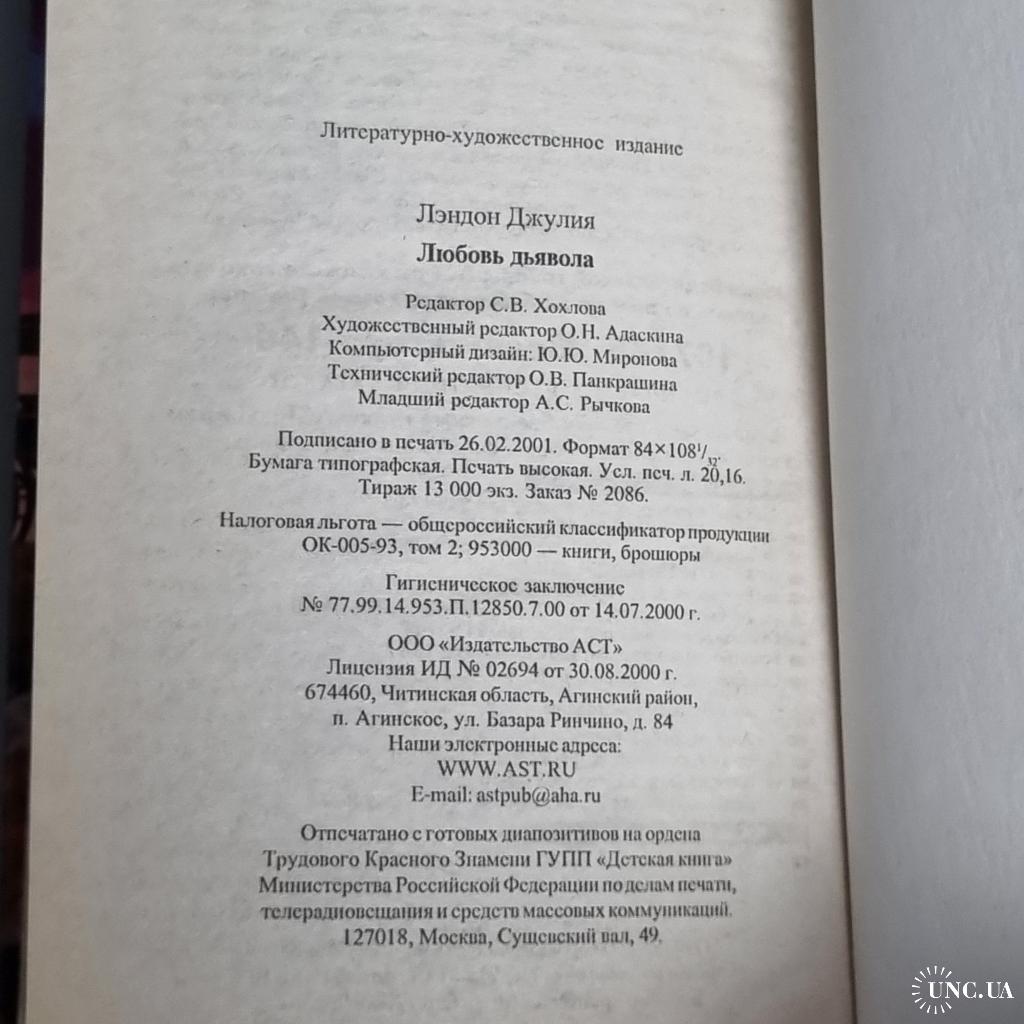 Литературно-художественное издание
Лэндон Джулия
Любовь дьявола
Редактор С.В. Хохлова
Художественный редактор О.Н. Адаскина
Компьютерный дизайн: Ю.Ю. Миронова
Технический редактор О.В. Панкрашина
Младший редактор А.С. Рычкова
Подписано в печать 26.02.2001. Формат 84×108¹/₃₂.
Бумага типографская. Печать высокая. Усл. печ. л. 20,16.
Тираж 13 000 экз. Заказ № 2086.
Налоговая льгота — общероссийский классификатор продукции
ОК-005-93, том 2; 953000 — книги, брошюры
Гигиеническое заключение
№ 77.99.14.953.П.12850.7.00 от 14.07.2000 г.
ООО «Издательство АСТ»
Лицензия ИД № 02694 от 30.08.2000 г.
674460, Читинская область, Агинский район,
п. Агинское, ул. Базара Ринчино, д. 84
Наши электронные адреса:
WWW.AST.RU
E-mail: astpub@aha.ru
Отпечатано с готовых диапозитивов на ордена
Трудового Красного Знамени ГУПП «Детская книга»
Министерства Российской Федерации по делам печати,
телерадиовещания и средств массовых коммуникаций.
127018, Москва, Сущевский вал, 49.
UNC.UA